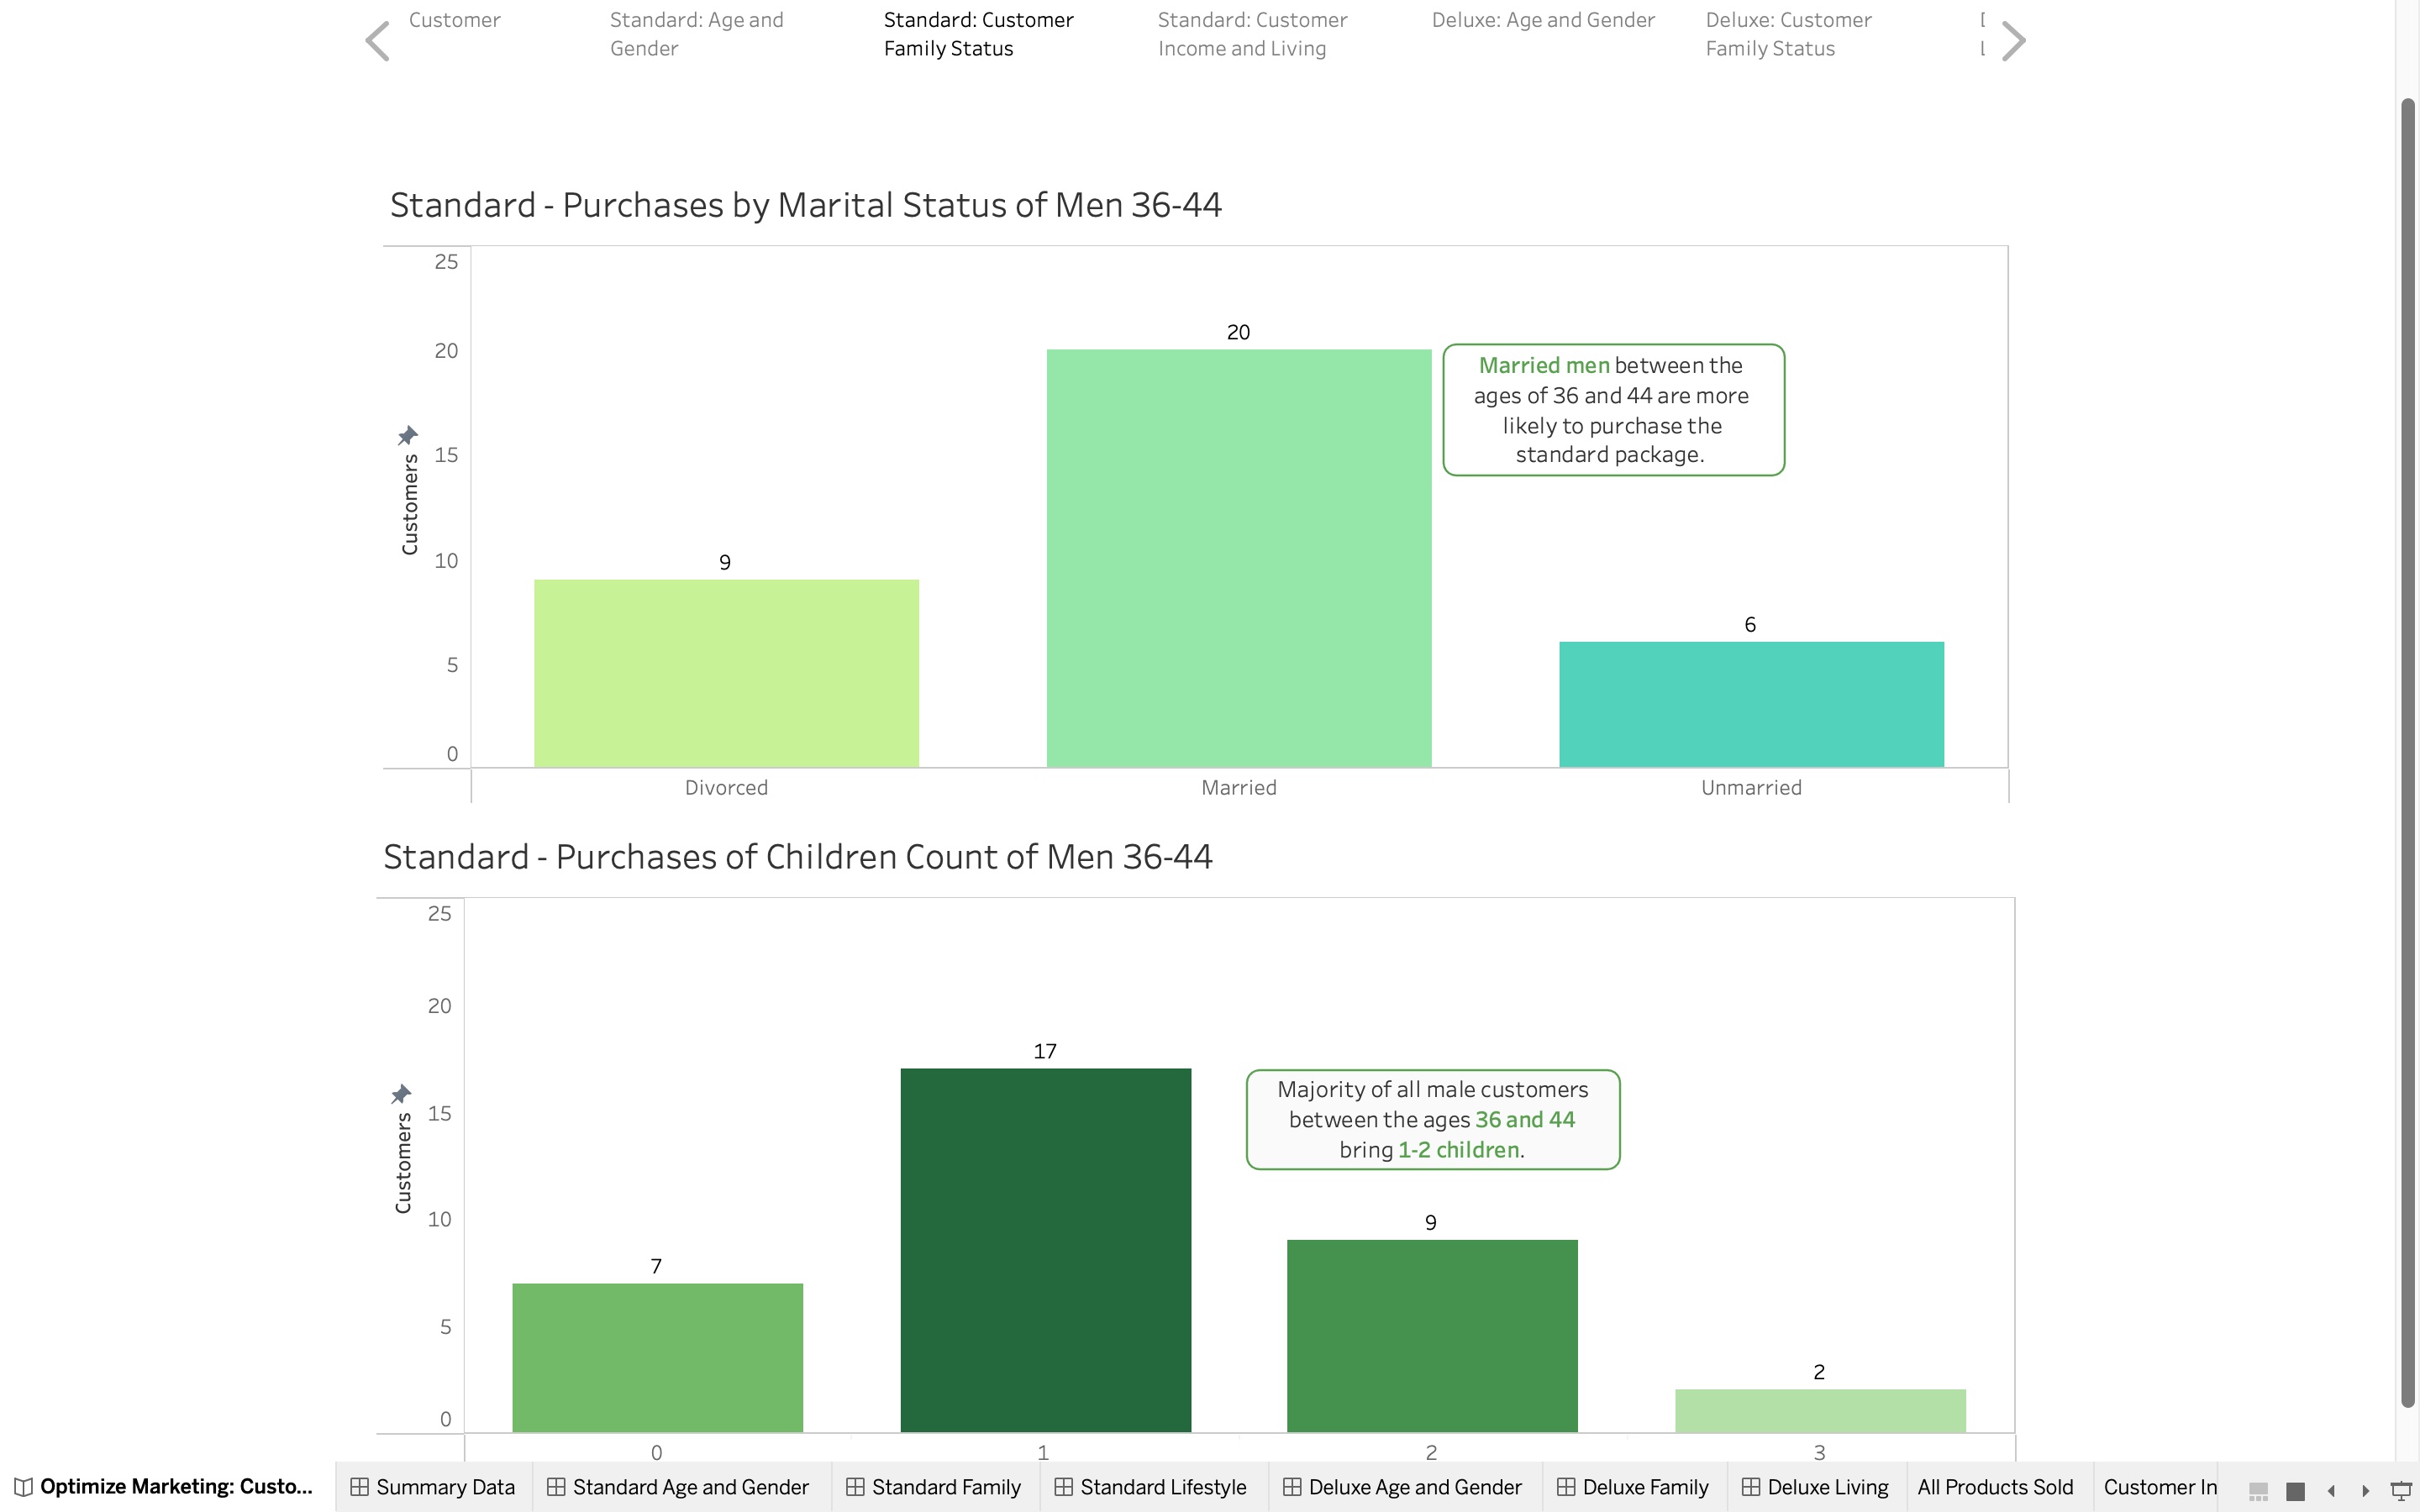 Customer
Standard: Age and
Gender
Standard: Customer
Family Status
Standard: Customer
Income and Living
Deluxe: Age and Gender
Deluxe: Customer
Family Status
Standard - Purchases by Marital Status of Men 36-44
25
20
15
10
5
0
Customers
9
20
6
Married men between the
ages of 36 and 44 are more
likely to purchase the
standard package.
Divorced
Married
Unmarried
Standard - Purchases of Children Count of Men 36-44
25
20
15
10
5
0
Customers
7
17
9
2
Majority of all male customers
between the ages 36 and 44
bring 1-2 children.
0
1
2
3
Optimize Marketing: Custo...
Summary Data
Standard Age and Gender
Standard Family
Standard Lifestyle
Deluxe Age and Gender
Deluxe Family
Deluxe Living
All Products Sold
Customer In